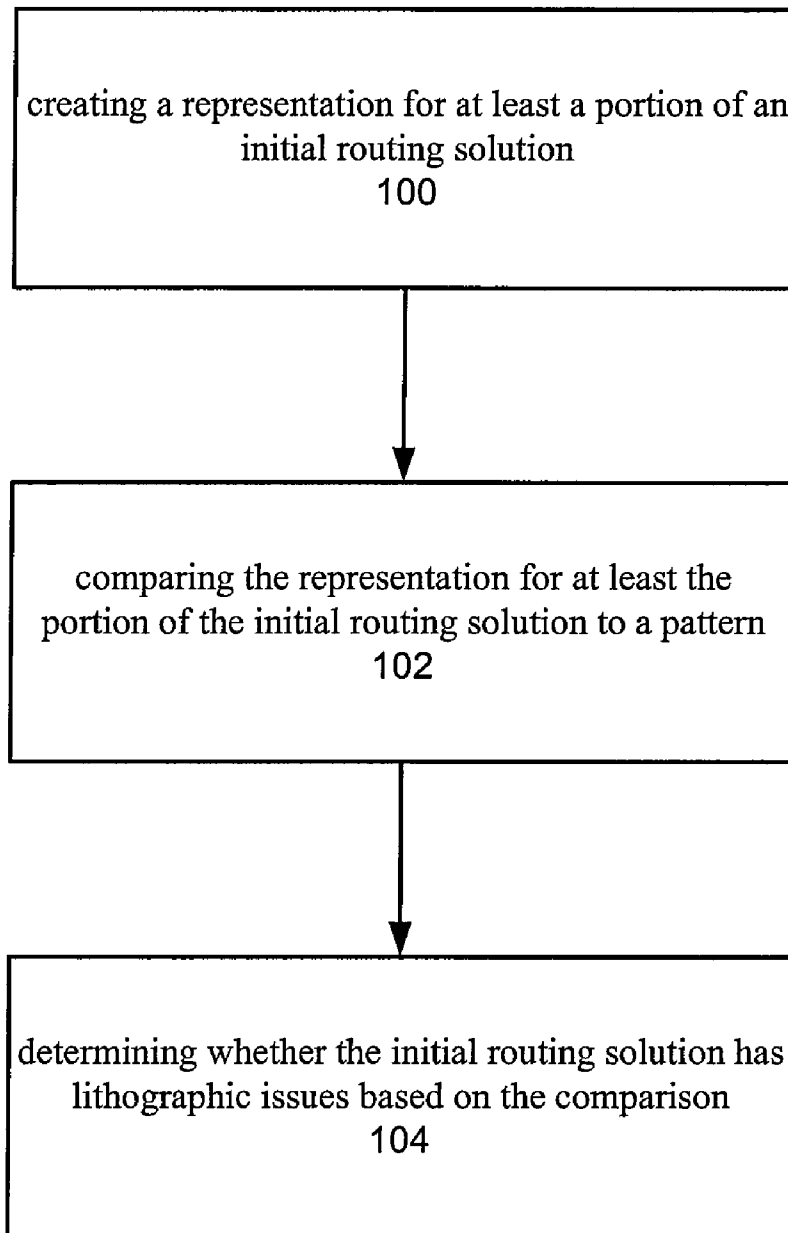 creating a representation for at least a portion of an
initial routing solution
100
comparing the representation for at least the
portion of the initial routing solution to a pattern
102
determining whether the initial routing solution has
lithographic issues based on the comparison
104